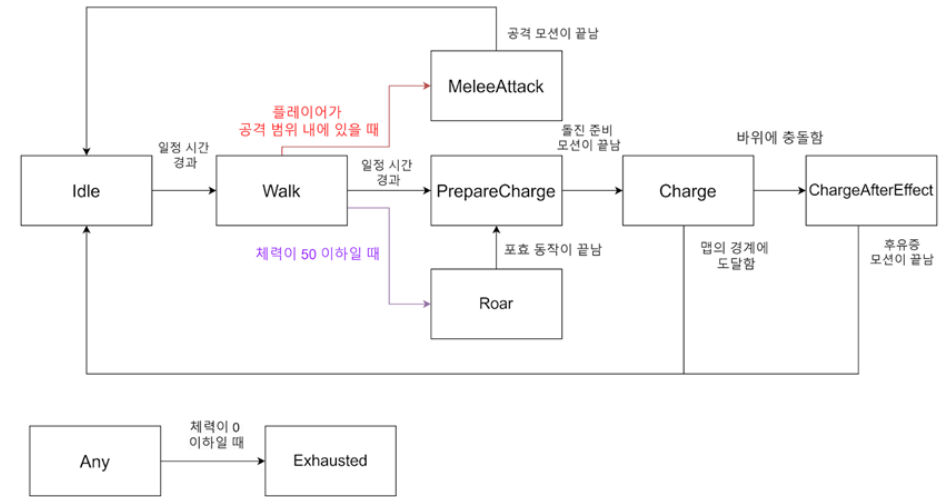 공격 모션이 끝남
MeleeAttack
플레이어가
공격 범위 내에 있을 때
돌진 준비
모션이 끝남
바위에 충돌함
일정 시간
경과
일정 시간
경과
Idle
Walk
PrepareCharge
Charge
ChargeAfterEffect
체력이 50 이하일 때
포효 동작이 끝남
맵의 경계에
도달함
후유증
모션이 끝남
Roar
체력이 0
이하일 때
Any
Exhausted